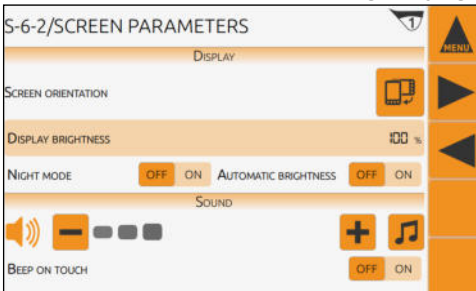 S-6-2/SCREEN PARAMETERS
1
MENU
DISPLAY
SCREEN ORIENTATION
DISPLAY BRIGHTNESS 100 %
NIGHT MODE OFF ON AUTOMATIC BRIGHTNESS OFF ON
SOUND
BEEP ON TOUCH OFF ON